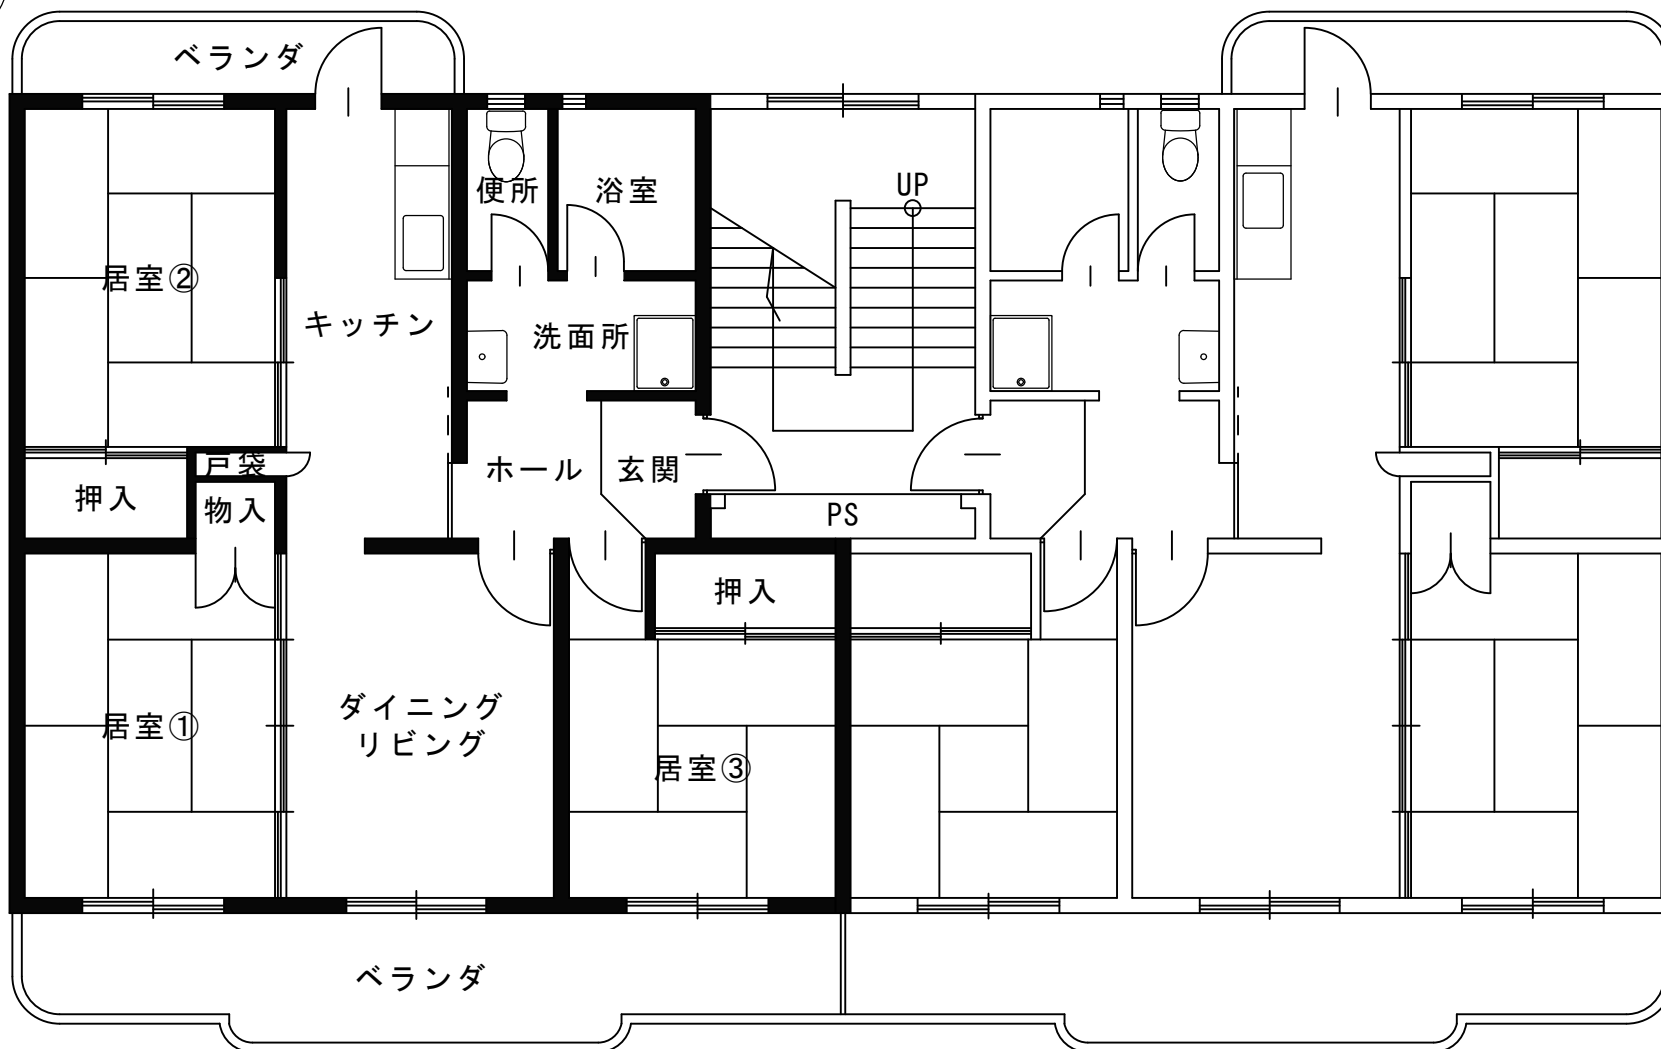 ベランダ
UP
便所
浴室
居室②
キッチン
洗面所
戸袋
ホール
玄関
押入
物入
PS
押入
居室①
ダイニング
リビング
居室③
ベランダ